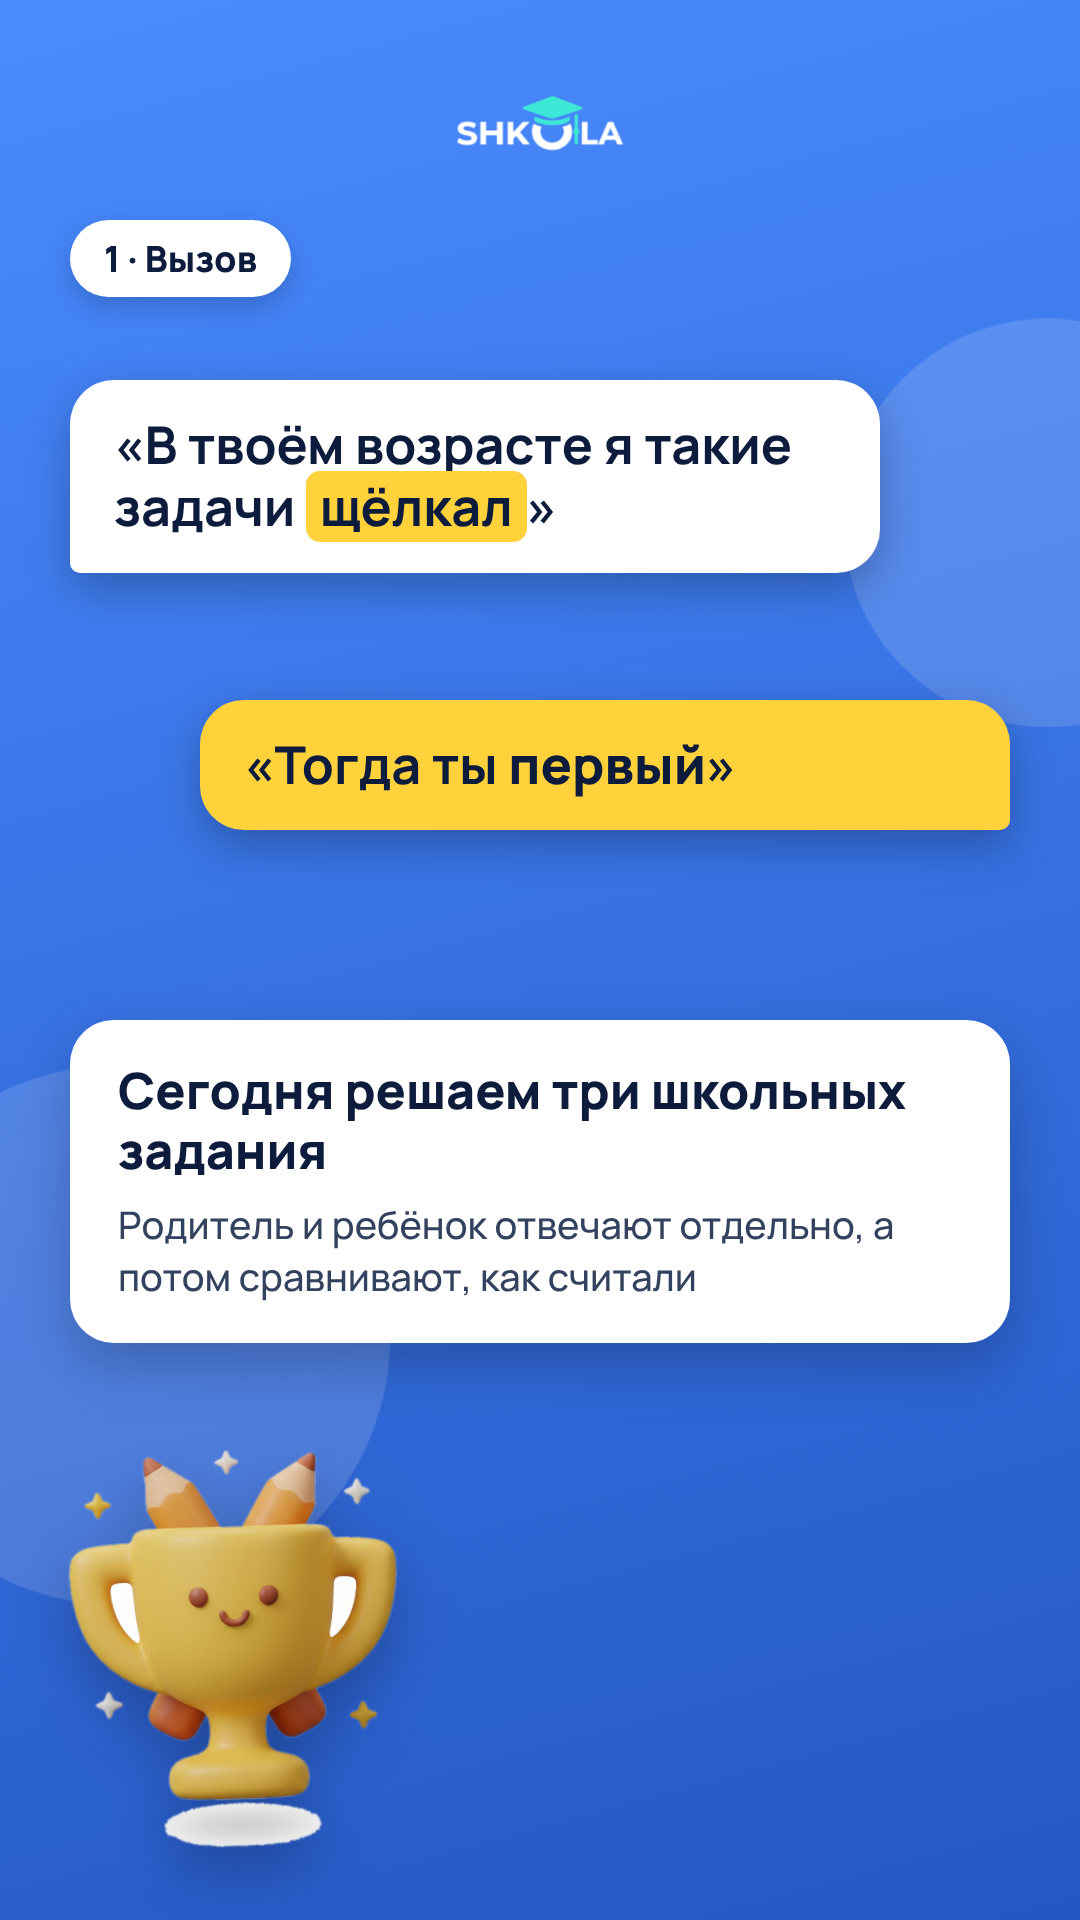 SHKOLA
1 · Вызов
«В твоём возрасте я такие
задачи щёлкал»
«Тогда ты первый»
Сегодня решаем три школьных
задания
Родитель и ребёнок отвечают отдельно, а
потом сравнивают, как считали